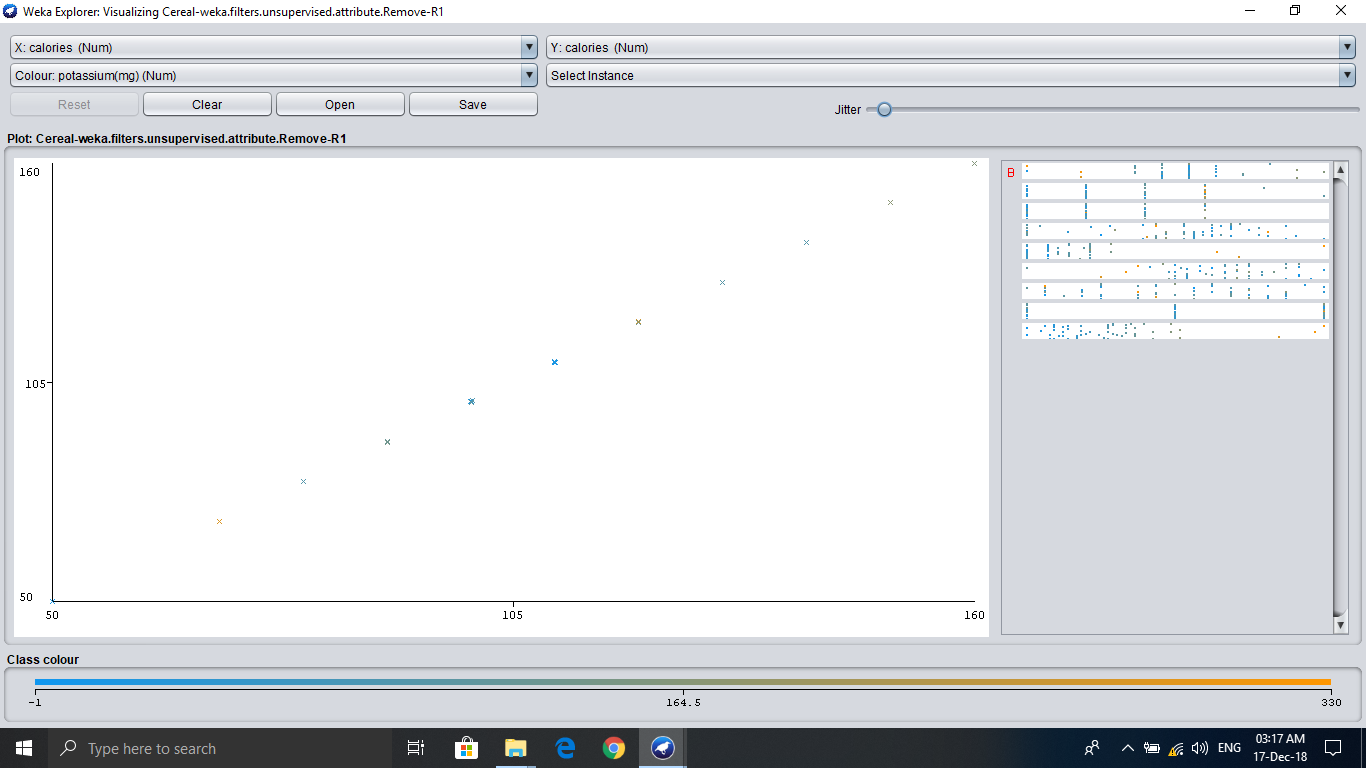 Weka Explorer: Visualizing Cereal-weka.filters.unsupervised.attribute.Remove-R1
X: calories (Num)
Y: calories (Num)
Colour: potassium(mg) (Num)
Select Instance
Reset
Clear
Open
Save
Jitter
Plot: Cereal-weka.filters.unsupervised.attribute.Remove-R1
160
105
50
50
105
160
B
Class colour
-1
164.5
330
Type here to search
ENG
03:17 AM
17-Dec-18